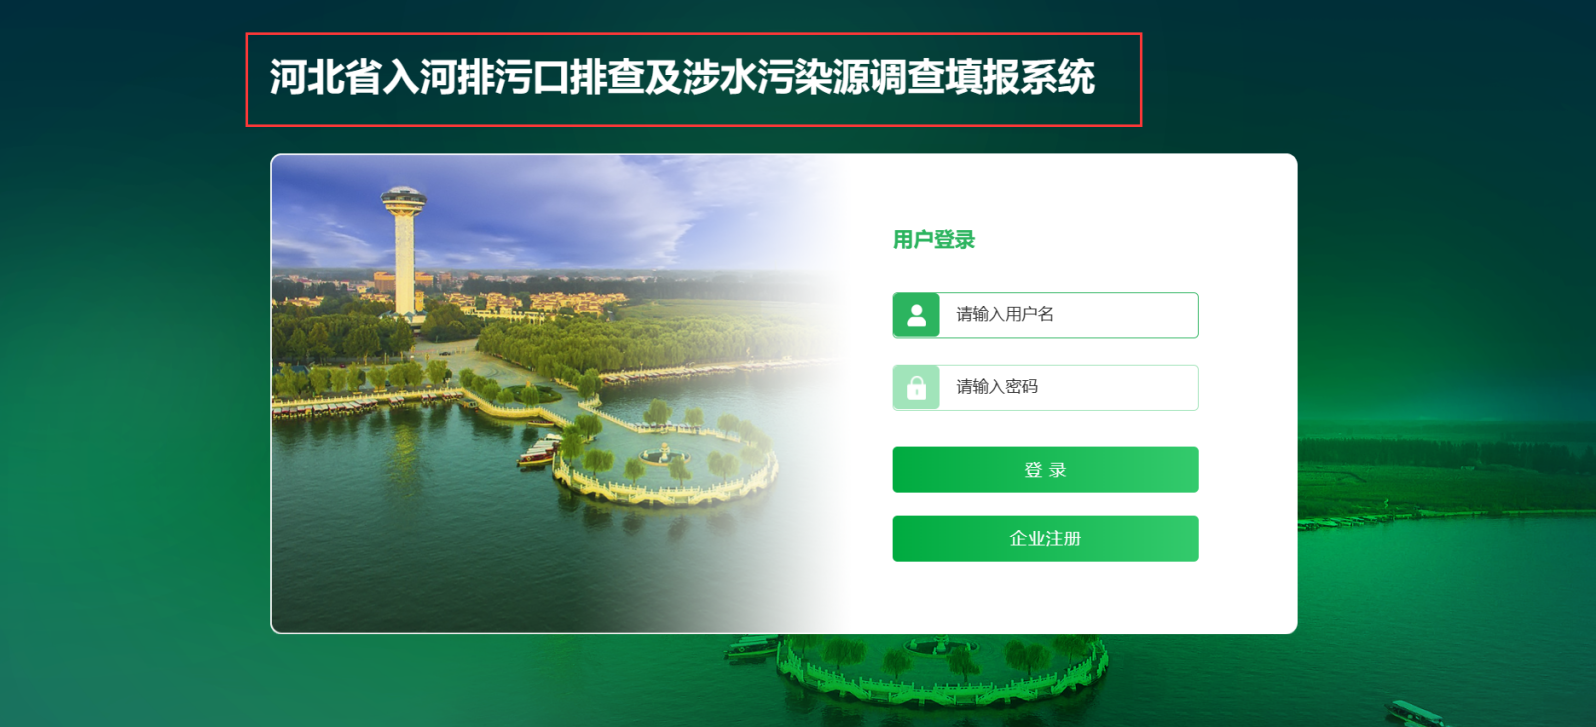 河北省入河排污口排查及涉水污染源调查填报系统
用户登录
请输入用户名
请输入密码
登 录
企业注册